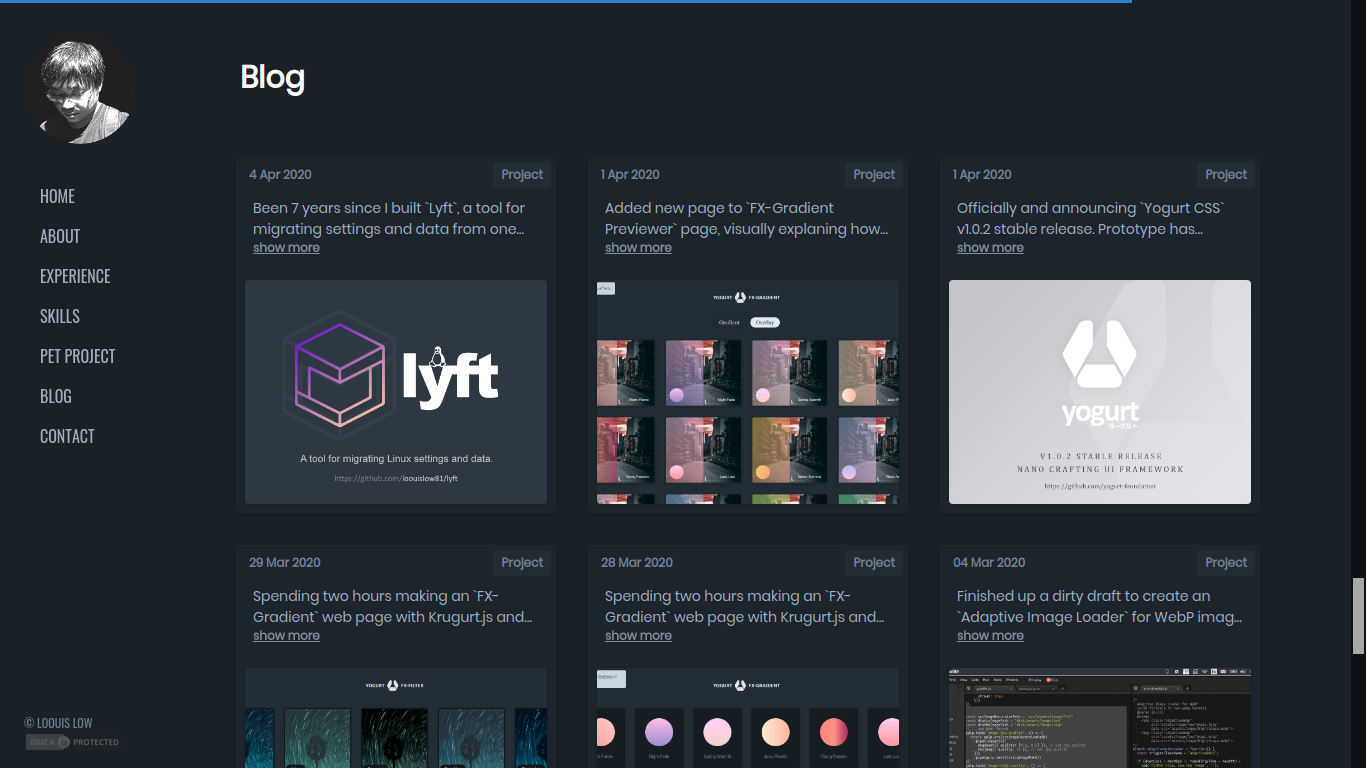 Blog
HOME
ABOUT
EXPERIENCE
SKILLS
PET PROJECT
BLOG
CONTACT
© LOOUIS LOW
DMCA PROTECTED
4 Apr 2020 Project
Been 7 years since I built `Lyft`, a tool for
migrating settings and data from one...
show more
lyft
A tool for migrating Linux settings and data.
https://github.com/loouislow81/lyft
1 Apr 2020 Project
Added new page to `FX-Gradient
Previewer` page, visually explaning how...
show more
YOGURT FX-GRADIENT
Gradient Overlay
1 Apr 2020 Project
Officially and announcing `Yogurt CSS`
v1.0.2 stable release. Prototype has...
show more
yogurt
ヨーグルト
V1.0.2 STABLE RELEASE
NANO CRAFTING UI FRAMEWORK
https://github.com/yogurt-foundation
29 Mar 2020 Project
Spending two hours making an `FX-
Gradient` web page with Krugurt.js and...
show more
YOGURT FX-FILTER
28 Mar 2020 Project
Spending two hours making an `FX-
Gradient` web page with Krugurt.js and...
show more
YOGURT FX-GRADIENT
Night Fade Spring Warmth Juicy Peach Young Passion
04 Mar 2020 Project
Finished up a dirty draft to create an
`Adaptive Image Loader` for WebP imag...
show more